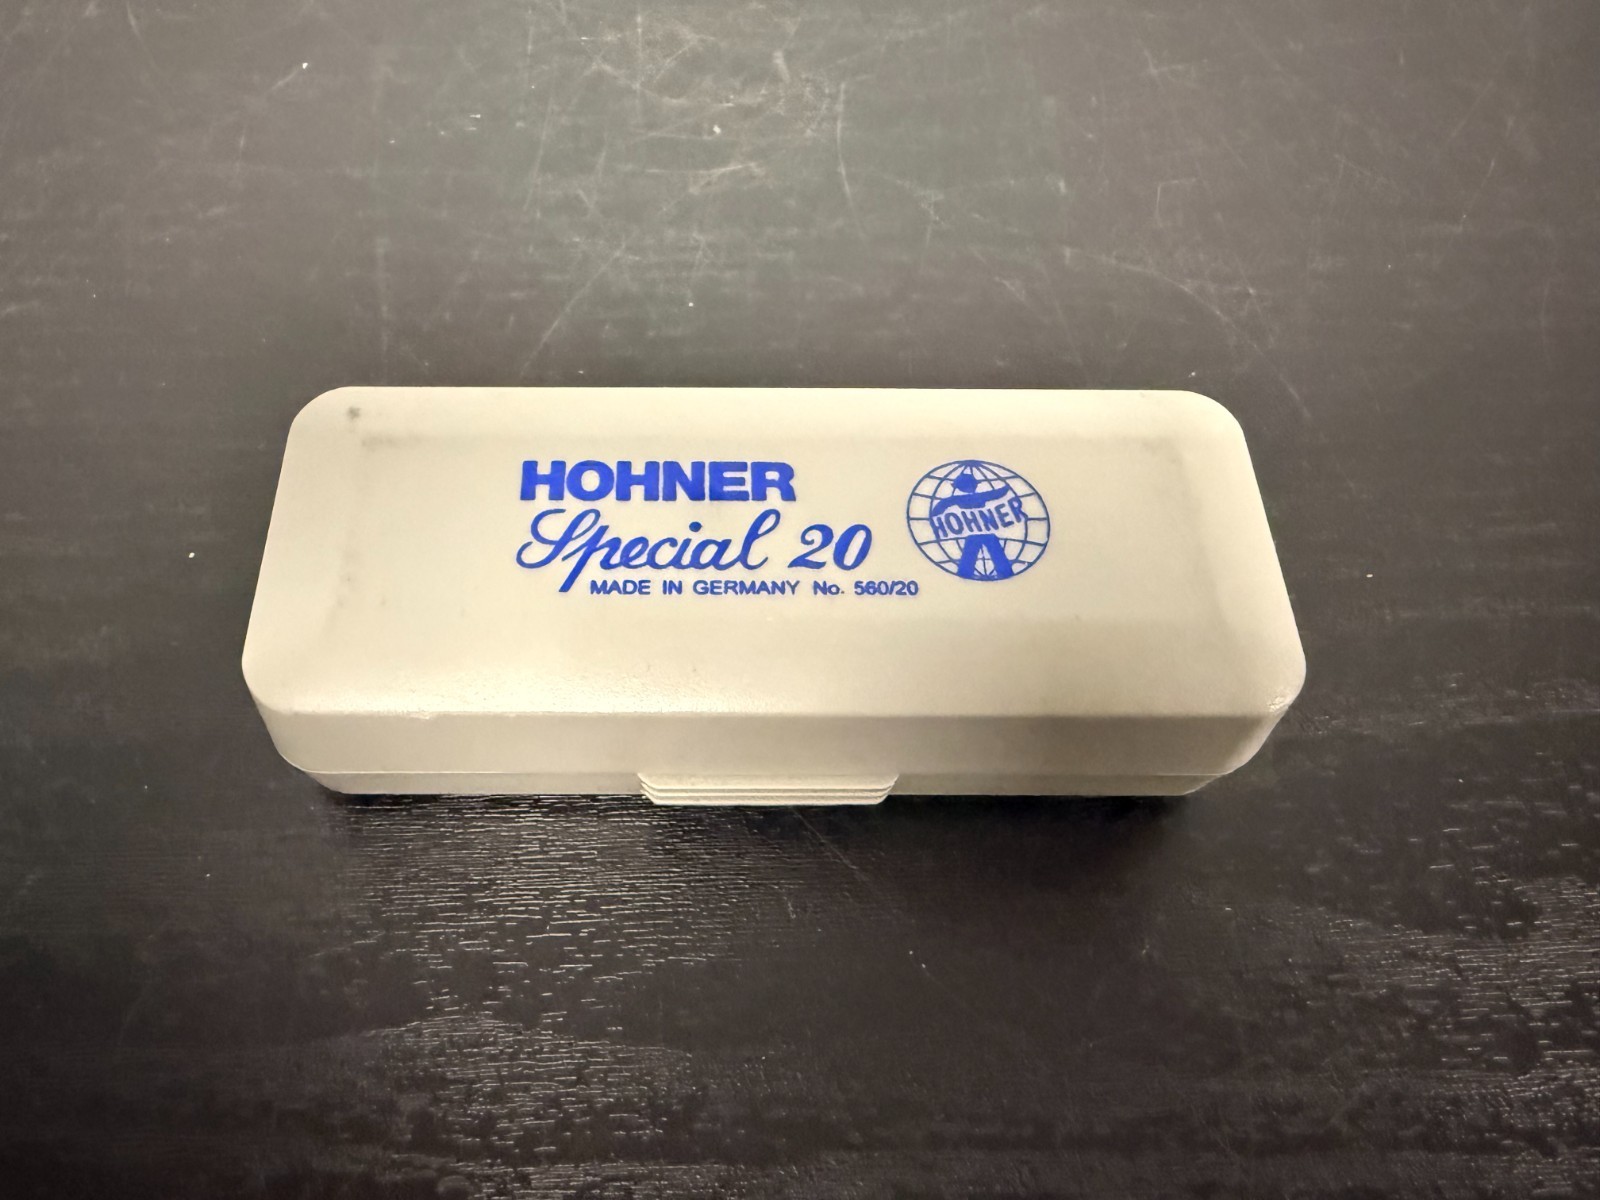 HOHNER
Special 20
MADE IN GERMANY No. 560/20
HOHNER